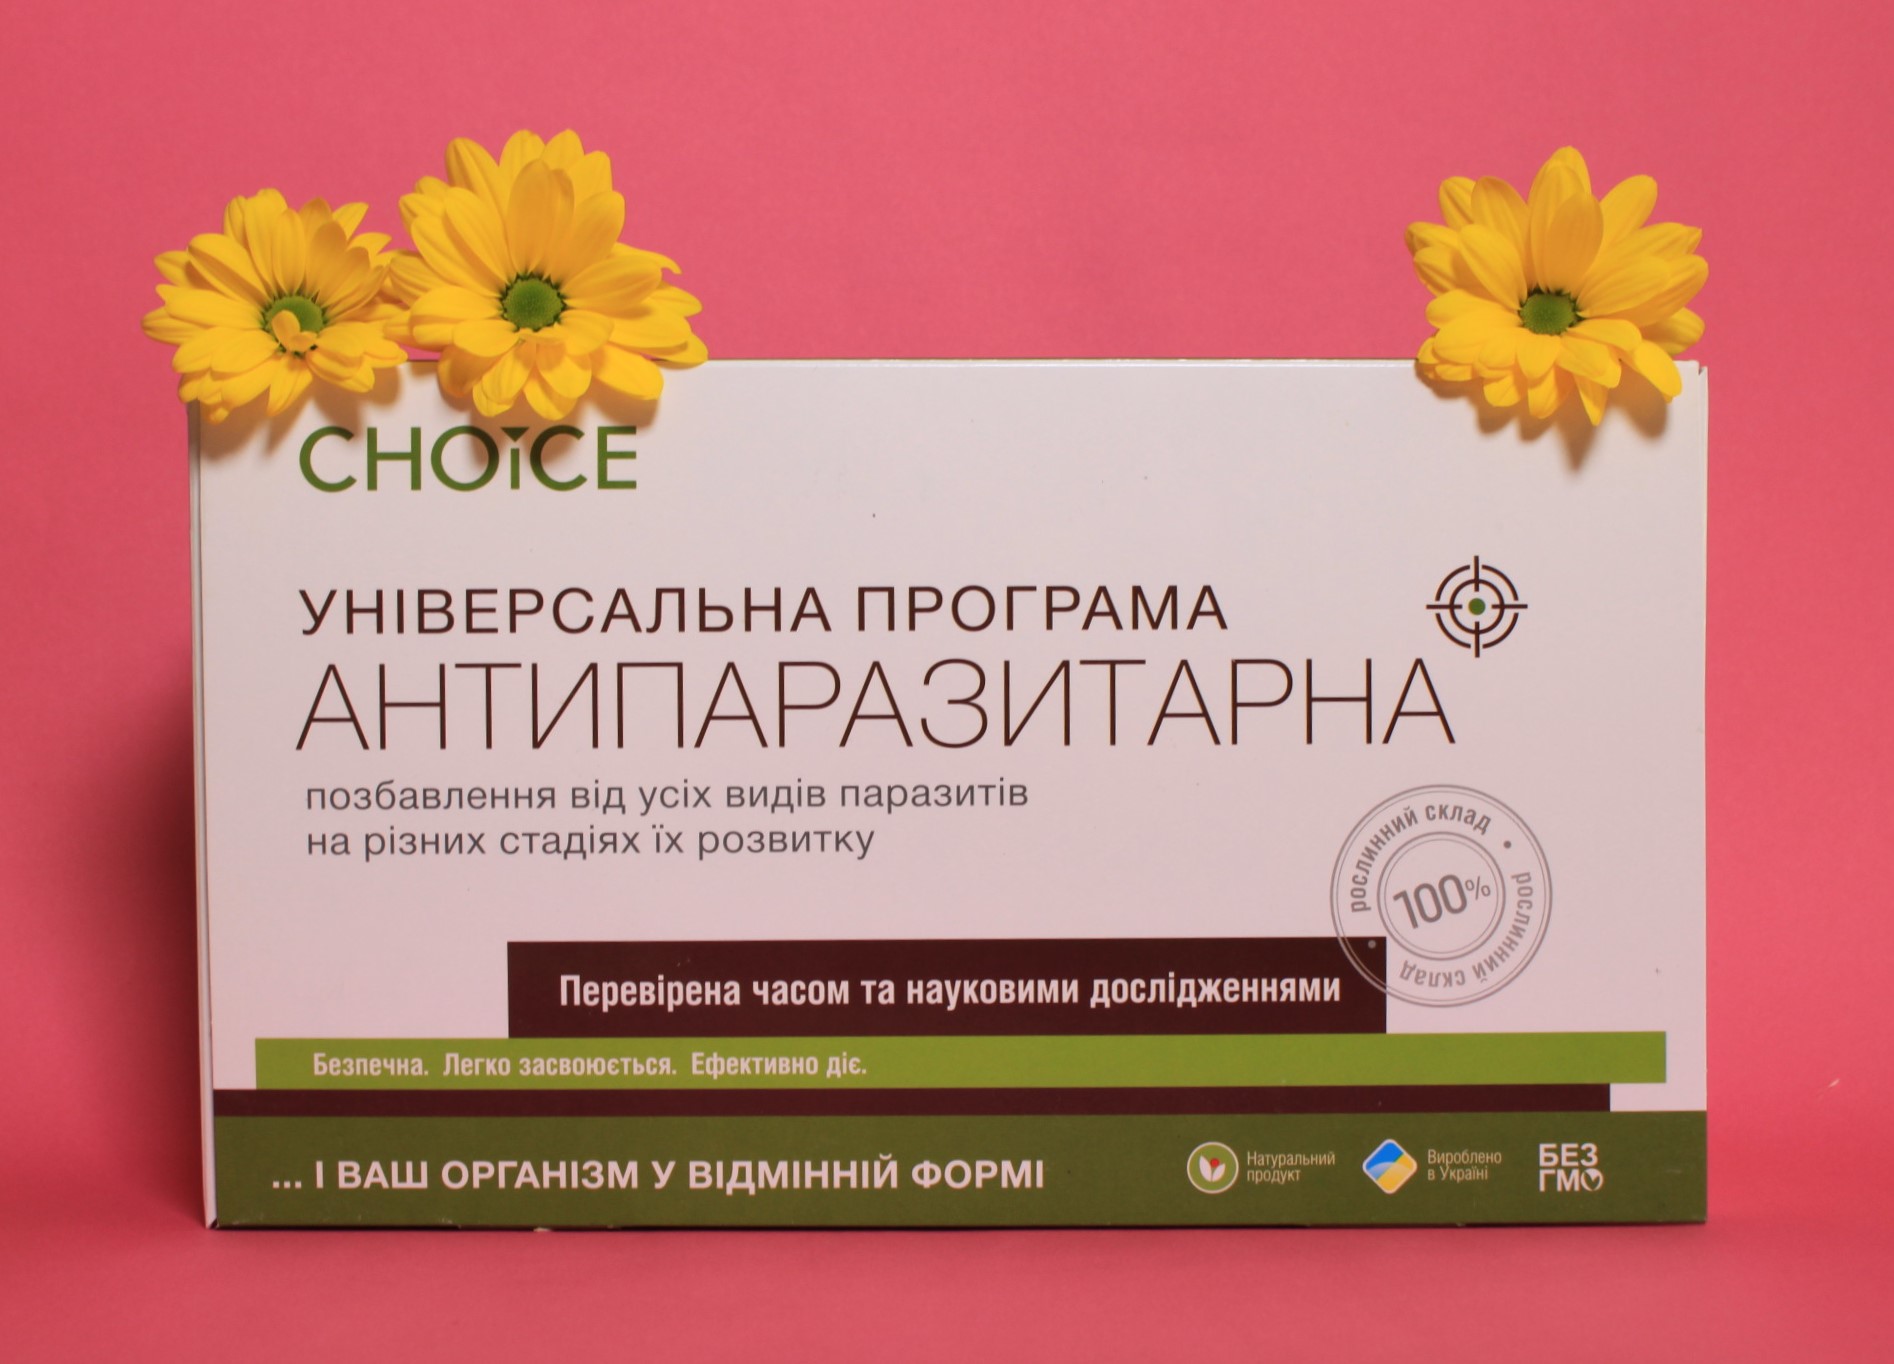 CHOiCE
УНІВЕРСАЛЬНА ПРОГРАМА
АНТИПАРАЗИТАРНА
позбавлення від усіх видів паразитів
на різних стадіях їх розвитку
рослинний склад • рослинний склад •
100%
Перевірена часом та науковими дослідженнями
Безпечна. Легко засвоюється. Ефективно діє.
... І ВАШ ОРГАНІЗМ У ВІДМІННІЙ ФОРМІ
Натуральний
продукт
Вироблено
в Україні
БЕЗ
ГМО